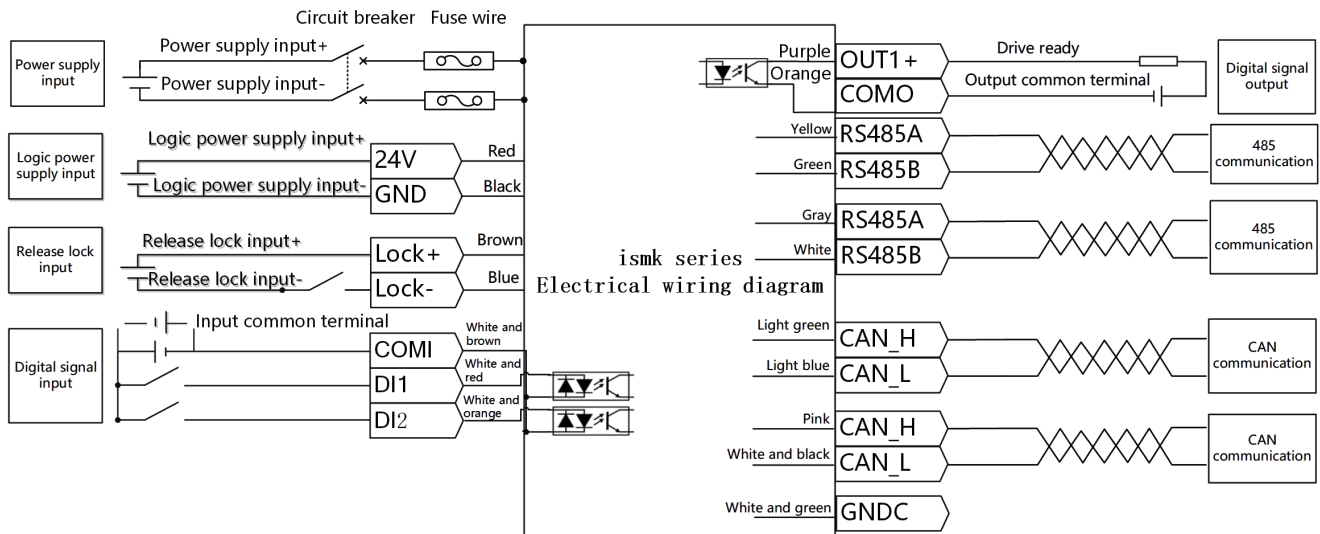 Circuit breaker
Fuse wire
Power supply
input
Power supply input+
Power supply input-
Logic power
supply input
Logic power supply input+
Logic power supply input-
24V
GND
Red
Black
Release lock
input
Release lock input+
Release lock input-
Lock+
Lock-
Brown
Blue
Digital signal
input
Input common terminal
COMI
DI1
DI2
White and
brown
White and
red
White and
orange
ismk series
Electrical wiring diagram
Purple
Orange
OUT1+
COMO
Drive ready
Output common terminal
Digital signal
output
Yellow
Green
RS485A
RS485B
485
communication
Gray
White
RS485A
RS485B
485
communication
Light green
Light blue
CAN_H
CAN_L
CAN
communication
Pink
White and black
CAN_H
CAN_L
CAN
communication
White and green
GNDC